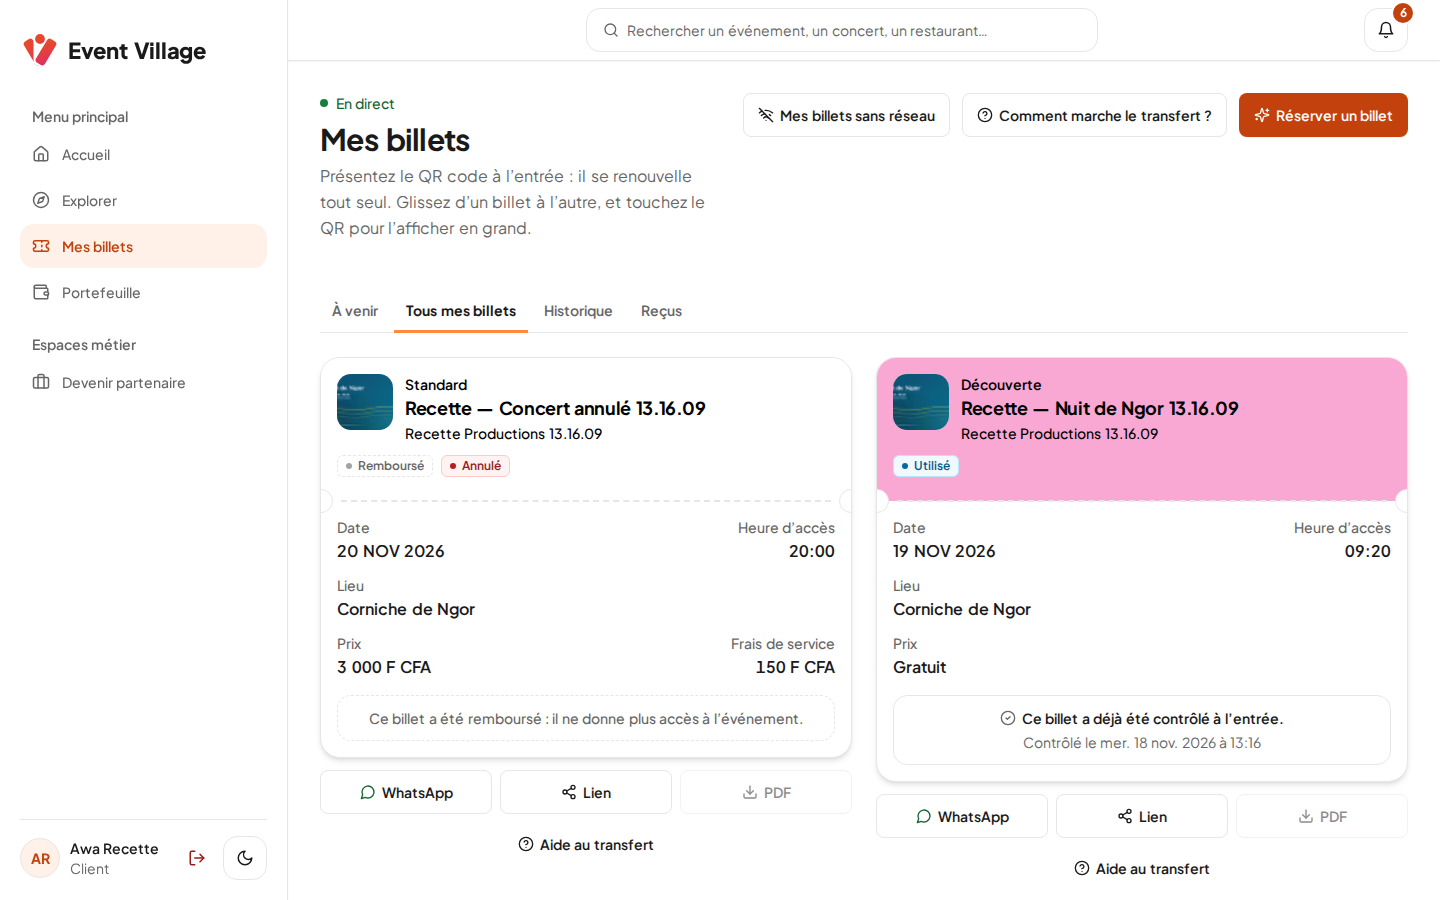 Event Village
Rechercher un événement, un concert, un restaurant...
6
Menu principal
Accueil
Explorer
Mes billets
Portefeuille
Espaces métier
Devenir partenaire
AR
Awa Recette
Client
En direct
Mes billets
Présentez le QR code à l'entrée : il se renouvelle
tout seul. Glissez d'un billet à l'autre, et touchez le
QR pour l'afficher en grand.
Mes billets sans réseau
Comment marche le transfert ?
Réserver un billet
À venir
Tous mes billets
Historique
Reçus
Standard
Recette — Concert annulé 13.16.09
Recette Productions 13.16.09
Remboursé
Annulé
Date
Heure d'accès
20 NOV 2026
20:00
Lieu
Corniche de Ngor
Prix
Frais de service
3 000 F CFA
150 F CFA
Ce billet a été remboursé : il ne donne plus accès à l'événement.
WhatsApp
Lien
PDF
Aide au transfert
Découverte
Recette — Nuit de Ngor 13.16.09
Recette Productions 13.16.09
Utilisé
Date
Heure d'accès
19 NOV 2026
09:20
Lieu
Corniche de Ngor
Prix
Gratuit
Ce billet a déjà été contrôlé à l'entrée.
Contrôlé le mer. 18 nov. 2026 à 13:16
WhatsApp
Lien
PDF
Aide au transfert